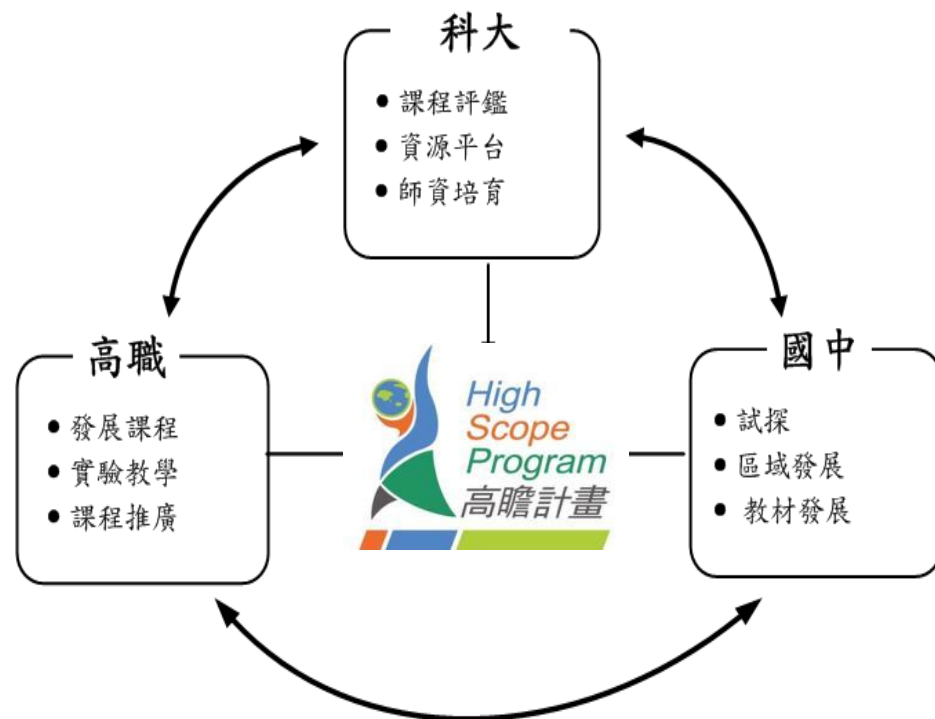 科大
• 課程評鑑
• 資源平台
• 師資培育
高職
• 發展課程
• 實驗教學
• 課程推廣
High
Scope
Program
高瞻計畫
國中
• 試探
• 區域發展
• 教材發展